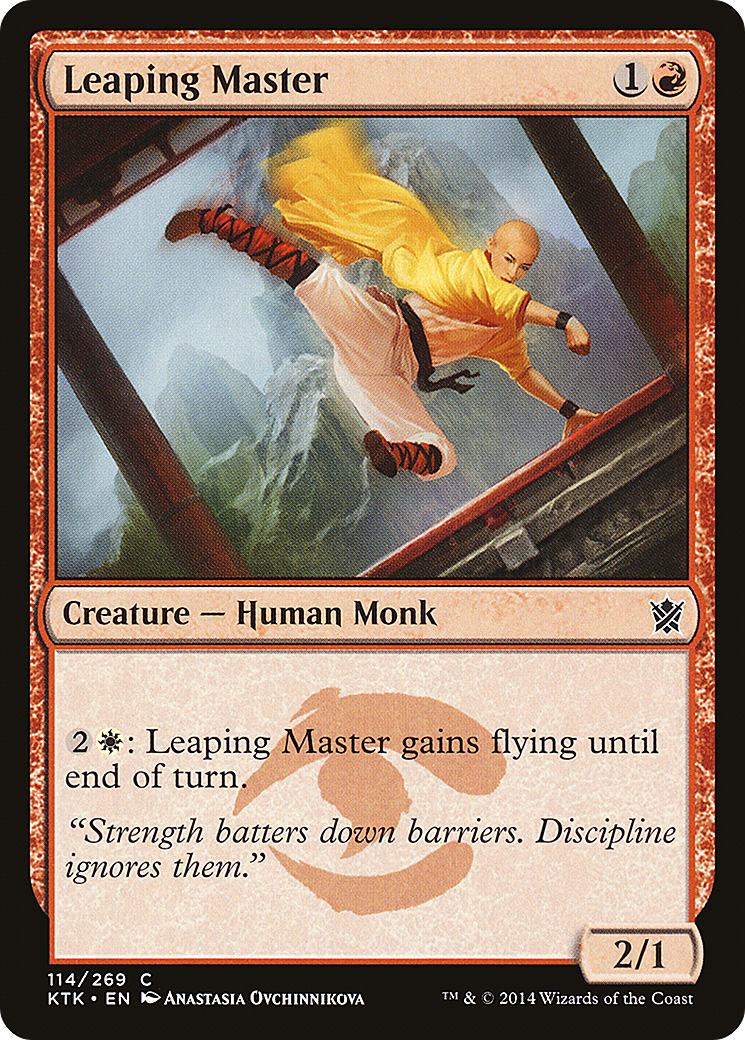 Leaping Master 1
Creature — Human Monk
2 : Leaping Master gains flying until
end of turn.
“Strength batters down barriers. Discipline
ignores them.”
2/1
114/269 C
KTK • EN Anastasia Ovchinnikova
™ & © 2014 Wizards of the Coast